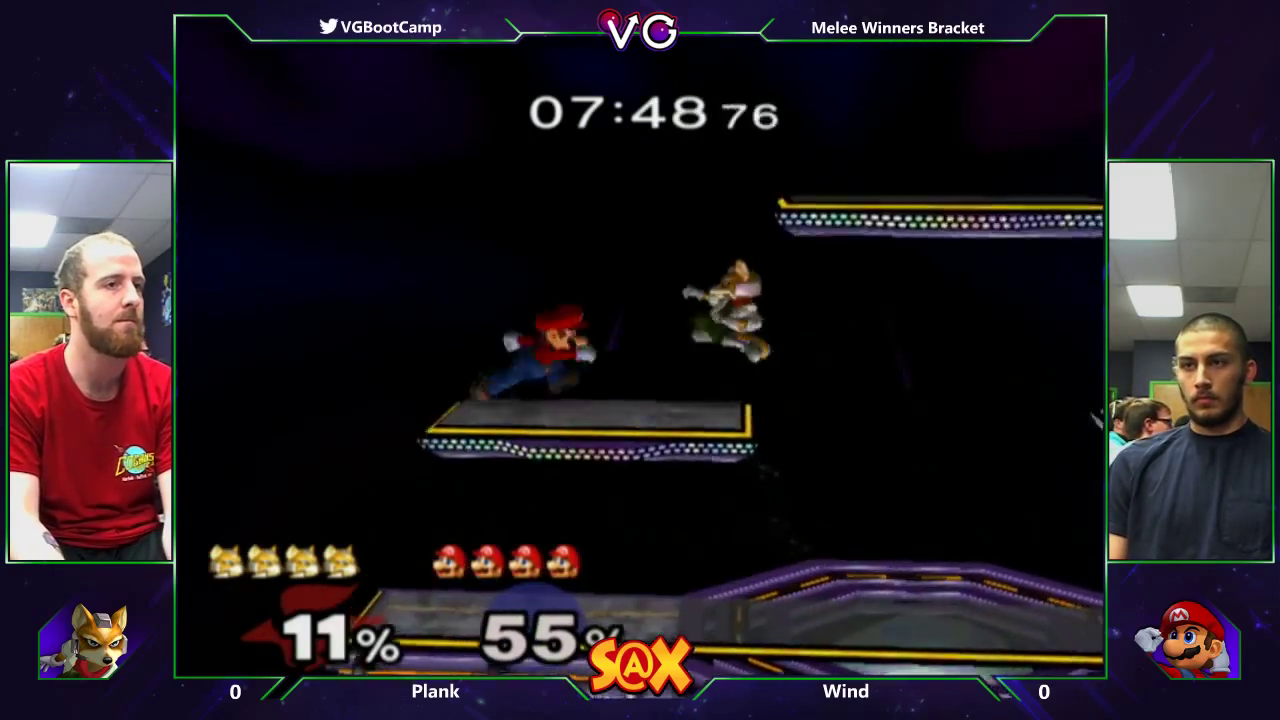 VGBootCamp
VG
Melee Winners Bracket
07:48 76
11%
55%
S@X
0
Plank
Wind
0